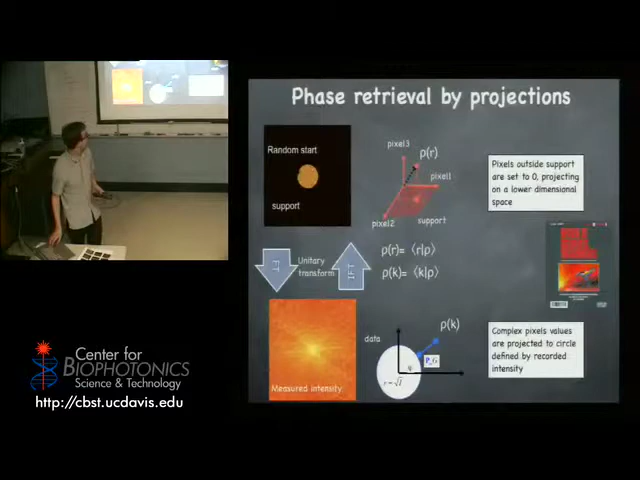 Phase retrieval by projections
Random start
support
pixel3
ρ(r)
pixel1
pixel2
support
Pixels outside support
are set to 0, projecting
on a lower dimensional
space
Unitary
transform
ρ(r)= ⟨r|ρ⟩
ρ(k)= ⟨k|ρ⟩
data
ρ(k)
Measured intensity
Complex pixels values
are projected to circle
defined by recorded
intensity
Center for
BIOPHOTONICS
Science & Technology
http://cbst.ucdavis.edu